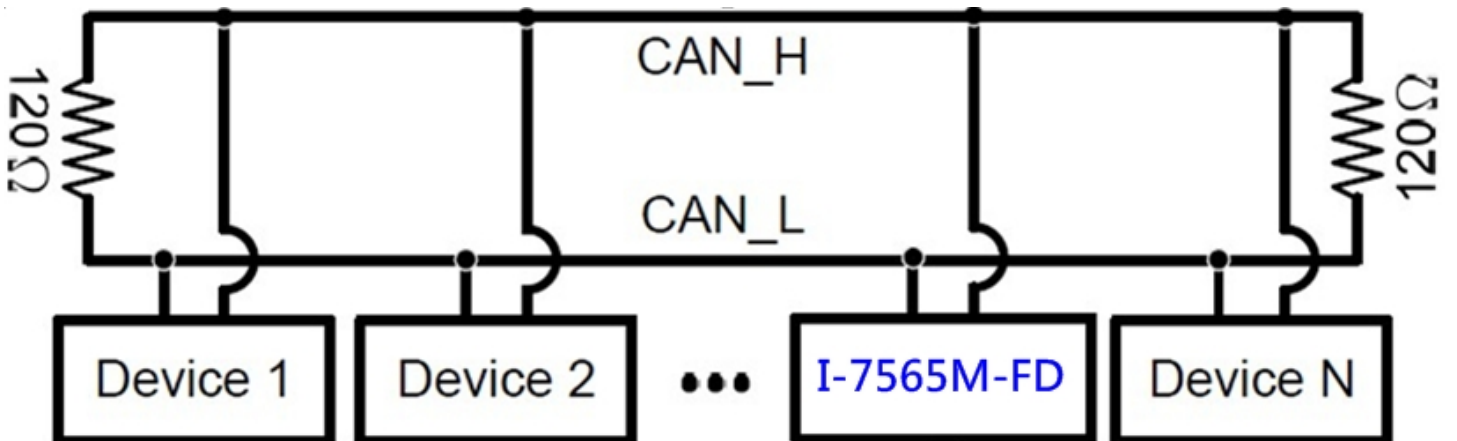 CAN_H
120Ω
120Ω
CAN_L
Device 1
Device 2
•••
I-7565M-FD
Device N